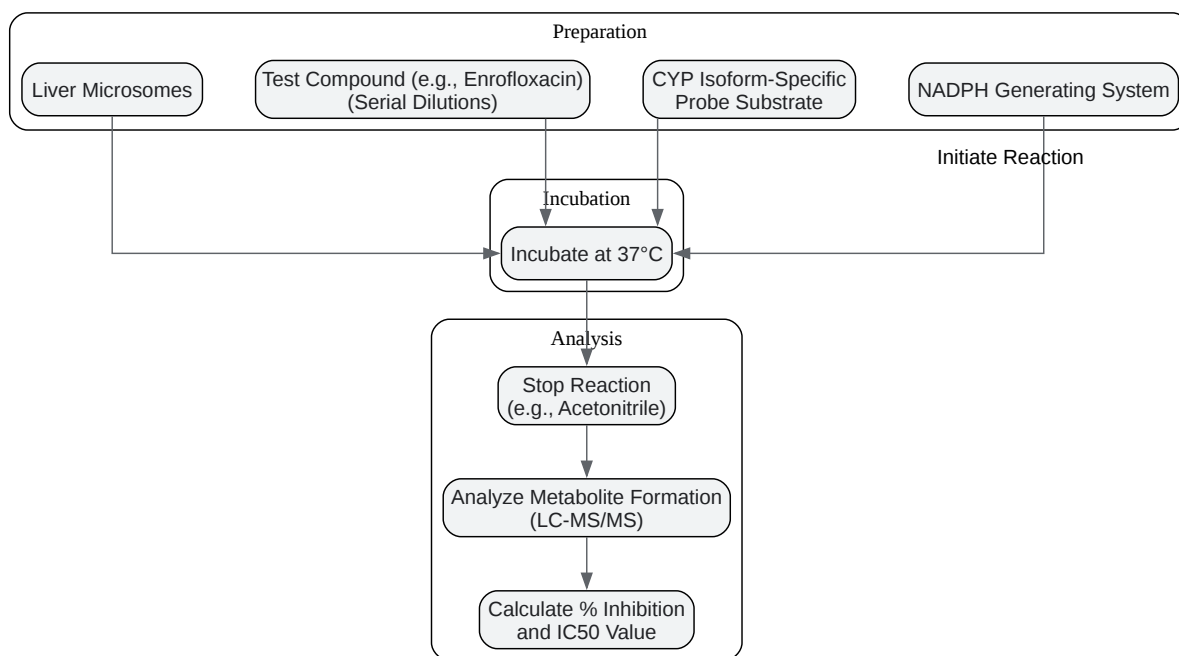 Preparation
Liver Microsomes
Test Compound (e.g., Enrofloxacin)
(Serial Dilutions)
CYP Isoform-Specific
Probe Substrate
NADPH Generating System
Initiate Reaction
Incubation
Incubate at 37°C
Analysis
Stop Reaction
(e.g., Acetonitrile)
Analyze Metabolite Formation
(LC-MS/MS)
Calculate % Inhibition
and IC50 Value